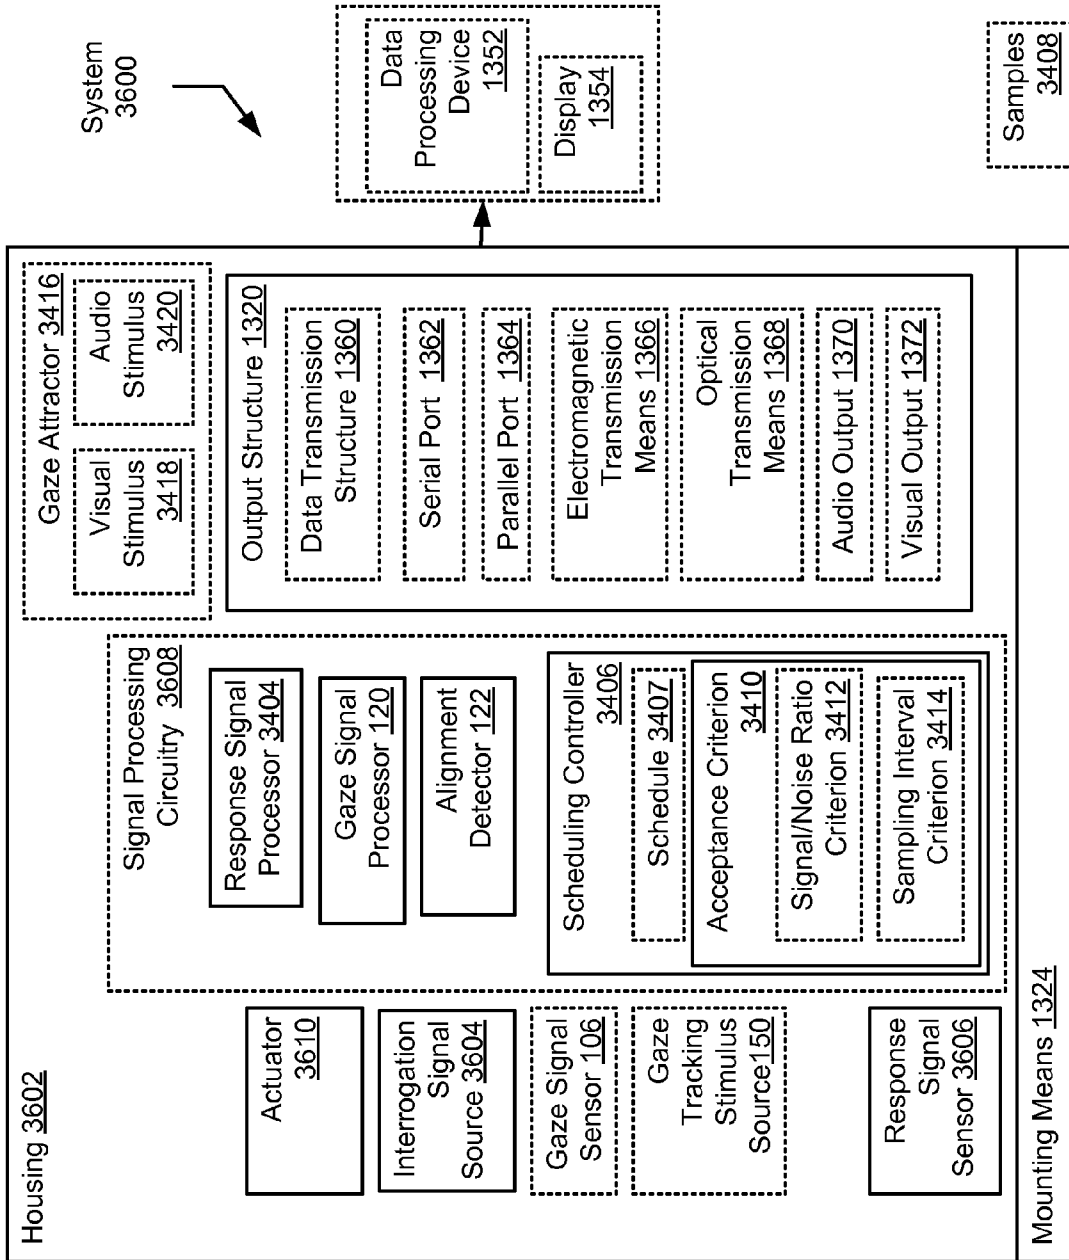 System
3600
Housing 3602
Actuator
3610
Interrogation
Signal
Source 3604
Gaze Signal
Sensor 106
Gaze
Tracking
Stimulus
Source150
Response
Signal
Sensor 3606
Signal Processing
Circuitry 3608
Response Signal
Processor 3404
Gaze Signal
Processor 120
Alignment
Detector 122
Scheduling Controller
3406
Schedule 3407
Acceptance Criterion
3410
Signal/Noise Ratio
Criterion 3412
Sampling Interval
Criterion 3414
Gaze Attractor 3416
Visual
Stimulus
3418
Audio
Stimulus
3420
Output Structure 1320
Data Transmission
Structure 1360
Serial Port 1362
Parallel Port 1364
Electromagnetic
Transmission
Means 1366
Optical
Transmission
Means 1368
Audio Output 1370
Visual Output 1372
Data
Processing
Device
1352
Display
1354
Mounting Means 1324
Samples
3408